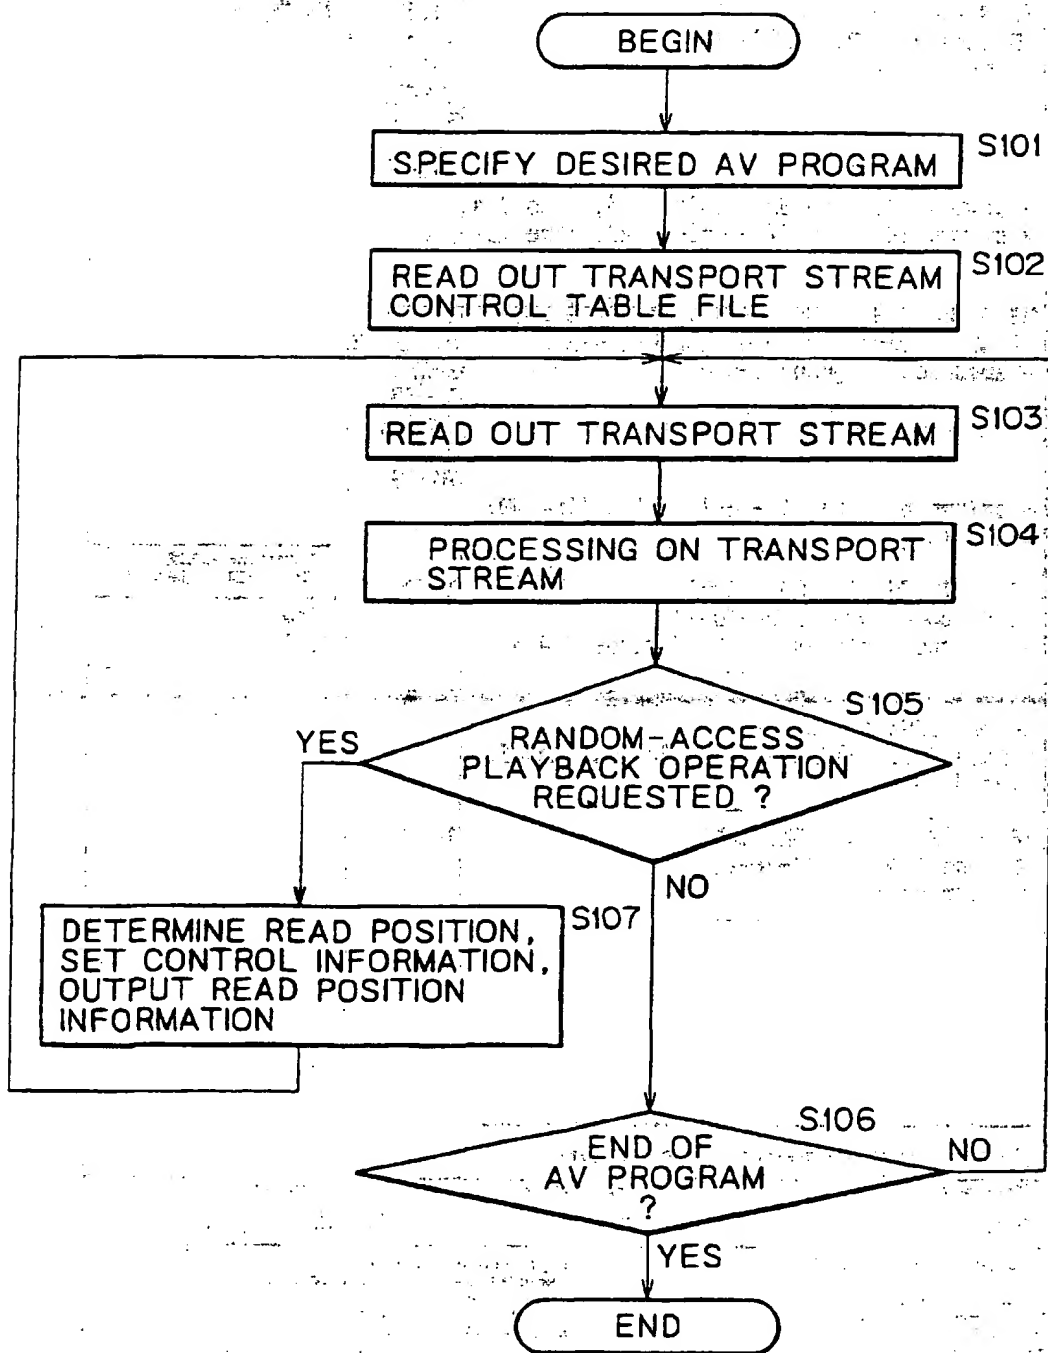 BEGIN
S101
SPECIFY DESIRED AV PROGRAM
S102
READ OUT TRANSPORT STREAM
CONTROL TABLE FILE
S103
READ OUT TRANSPORT STREAM
S104
PROCESSING ON TRANSPORT
STREAM
S105
YES
RANDOM-ACCESS
PLAYBACK OPERATION
REQUESTED ?
NO
S107
DETERMINE READ POSITION,
SET CONTROL INFORMATION,
OUTPUT READ POSITION
INFORMATION
S106
END OF
AV PROGRAM
?
NO
YES
END